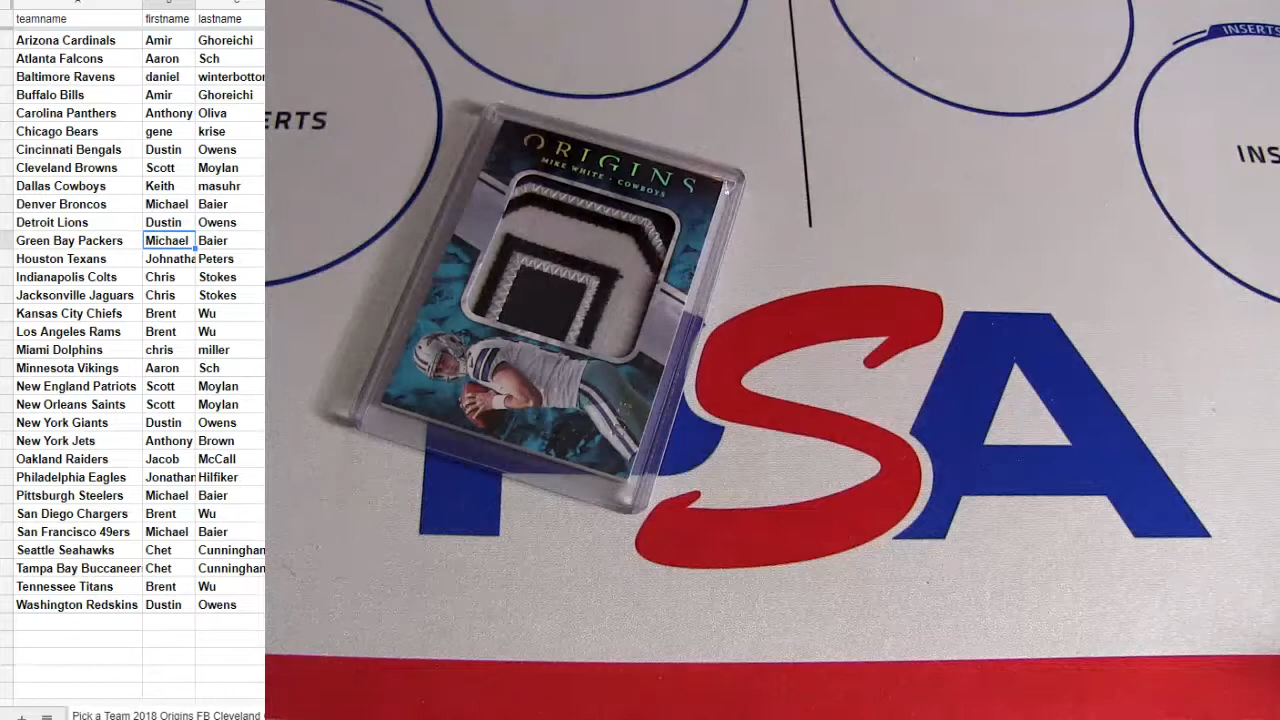 teamname firstname lastname
Arizona Cardinals Amir Ghoreichi
Atlanta Falcons Aaron Sch
Baltimore Ravens daniel winterbottor
Buffalo Bills Amir Ghoreichi
Carolina Panthers Anthony Oliva
Chicago Bears gene krise
Cincinnati Bengals Dustin Owens
Cleveland Browns Scott Moylan
Dallas Cowboys Keith masuhr
Denver Broncos Michael Baier
Detroit Lions Dustin Owens
Green Bay Packers Michael Baier
Houston Texans Johnatha Peters
Indianapolis Colts Chris Stokes
Jacksonville Jaguars Chris Stokes
Kansas City Chiefs Brent Wu
Los Angeles Rams Brent Wu
Miami Dolphins chris miller
Minnesota Vikings Aaron Sch
New England Patriots Scott Moylan
New Orleans Saints Scott Moylan
New York Giants Dustin Owens
New York Jets Anthony Brown
Oakland Raiders Jacob McCall
Philadelphia Eagles Jonathan Hilfiker
Pittsburgh Steelers Michael Baier
San Diego Chargers Brent Wu
San Francisco 49ers Michael Baier
Seattle Seahawks Chet Cunningham
Tampa Bay Buccaneer Chet Cunningham
Tennessee Titans Brent Wu
Washington Redskins Dustin Owens
Pick a Team 2018 Origins FB Cleveland
ERTS
INSERTS
INS
ORIGINS
MIKE WHITE · COWBOYS
PSA